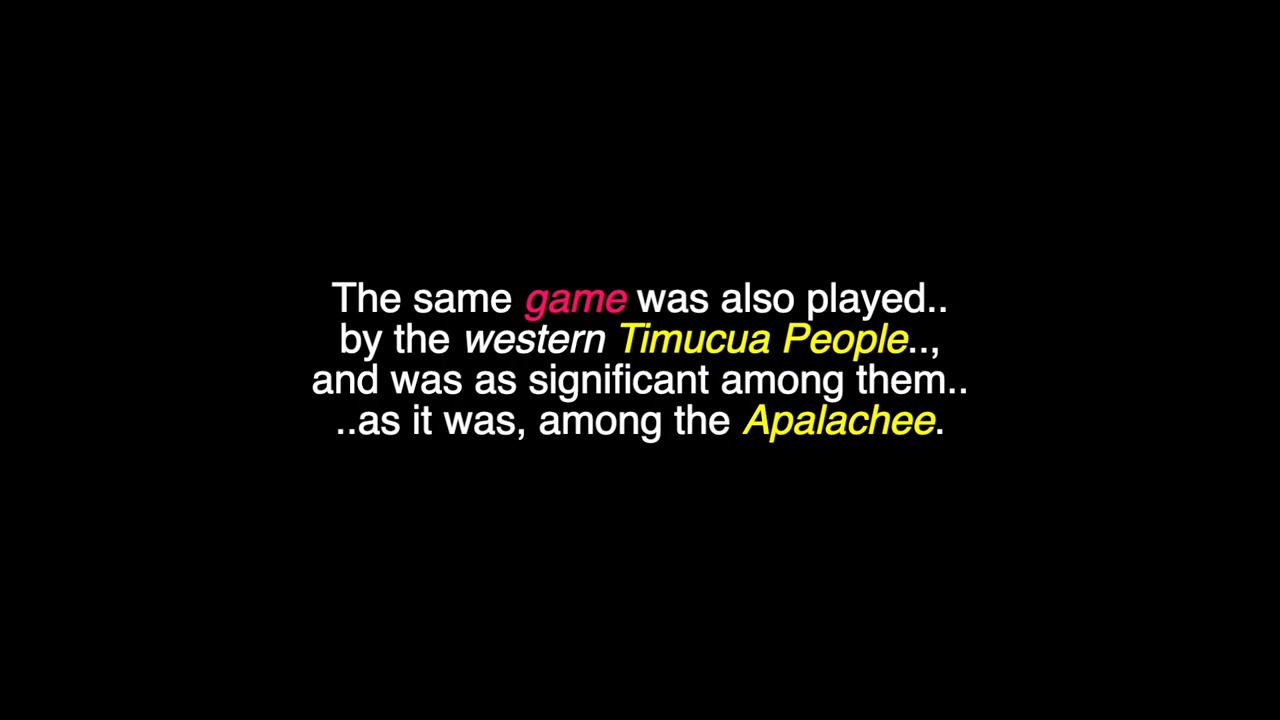 The same game was also played..
by the western Timucua People..,
and was as significant among them..
..as it was, among the Apalachee.